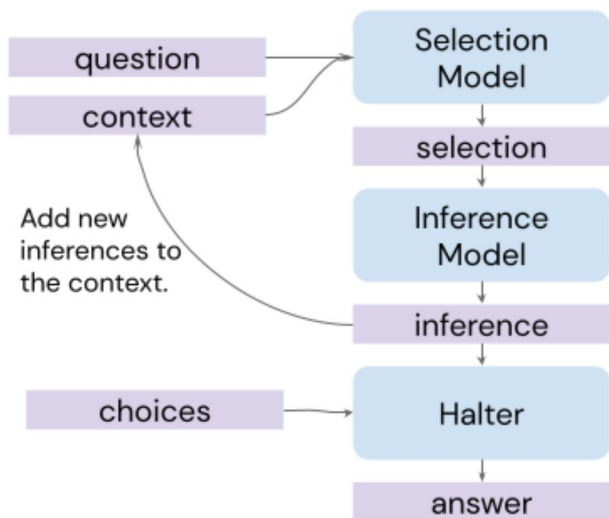 question
context
Selection
Model
selection
Add new
inferences to
the context.
Inference
Model
inference
choices
Halter
answer